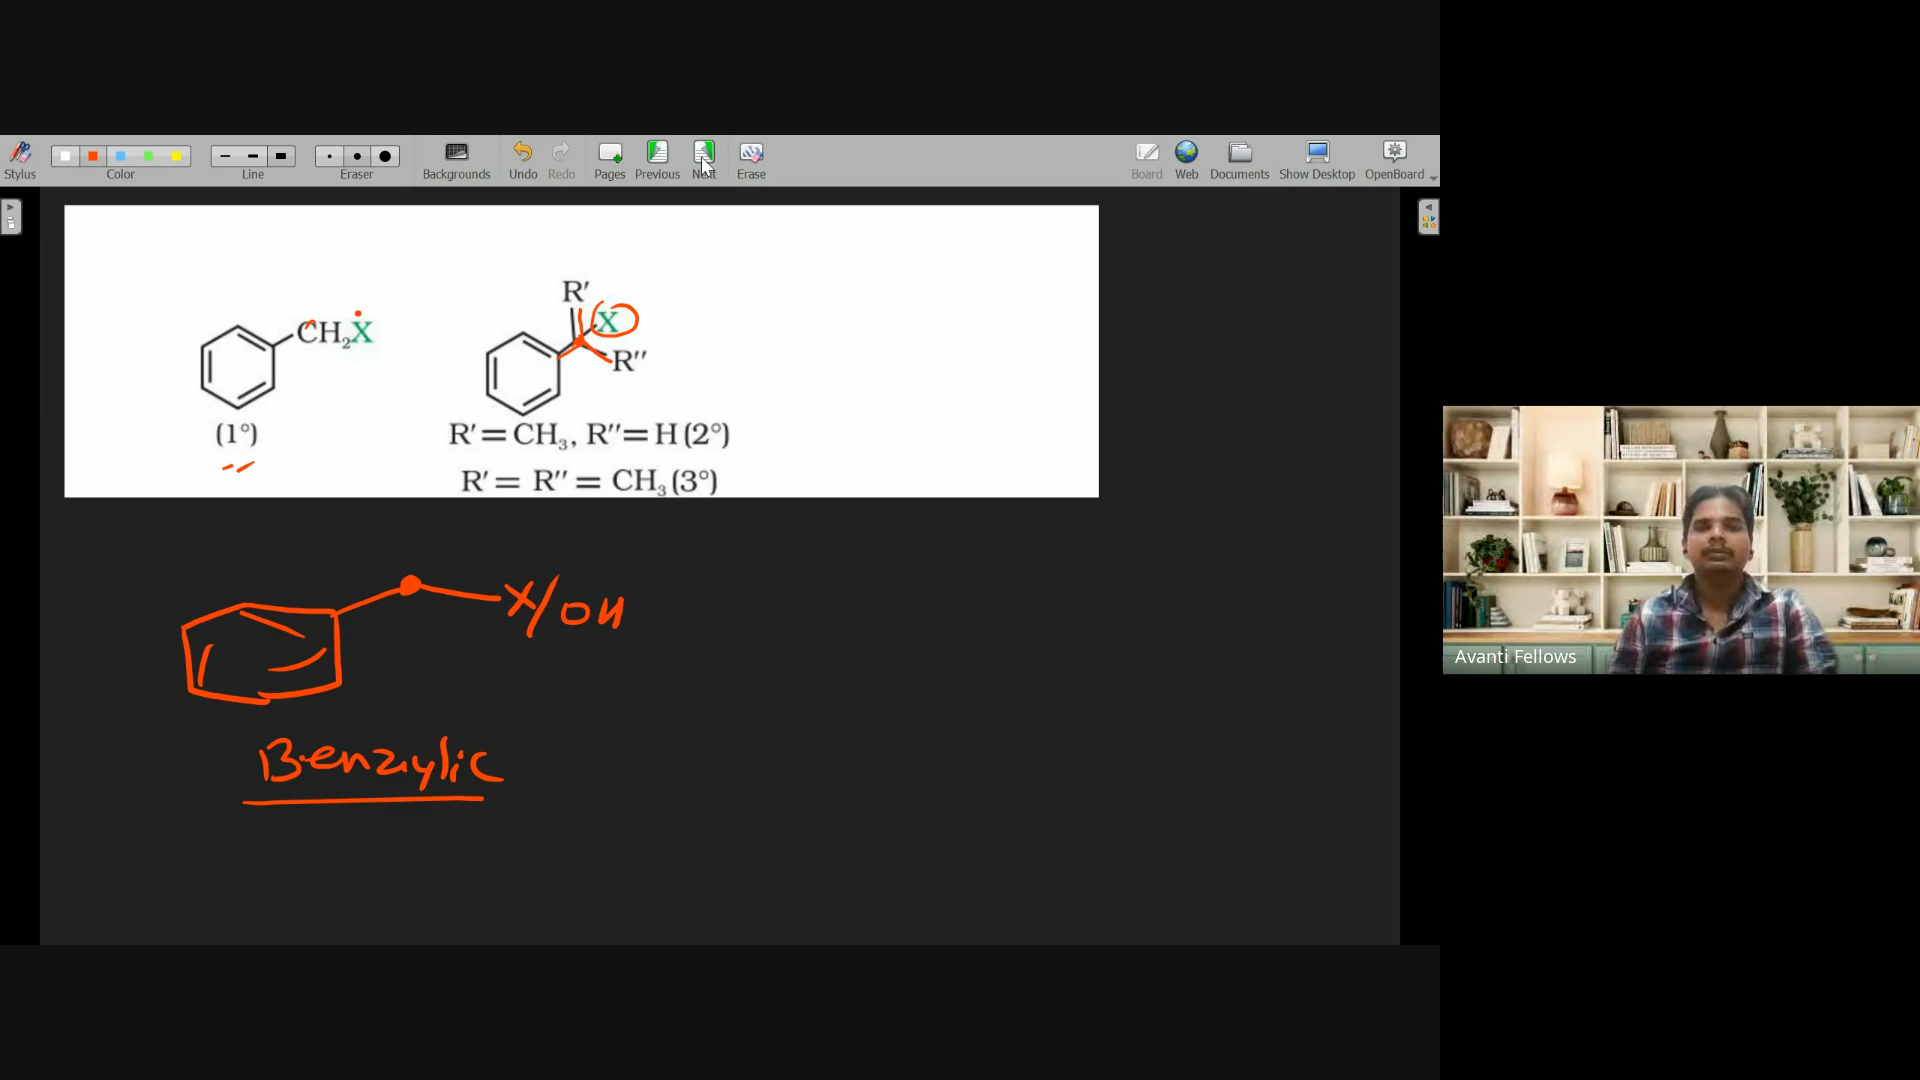 Stylus Color Line Eraser Backgrounds Undo Redo Pages Previous Next Erase Board Web Documents Show Desktop OpenBoard
R′
CH₂X
X
R″
(1°)
R′= CH₃, R″= H (2°)
R′= R″= CH₃ (3°)
X/OH
Benzylic
Avanti Fellows